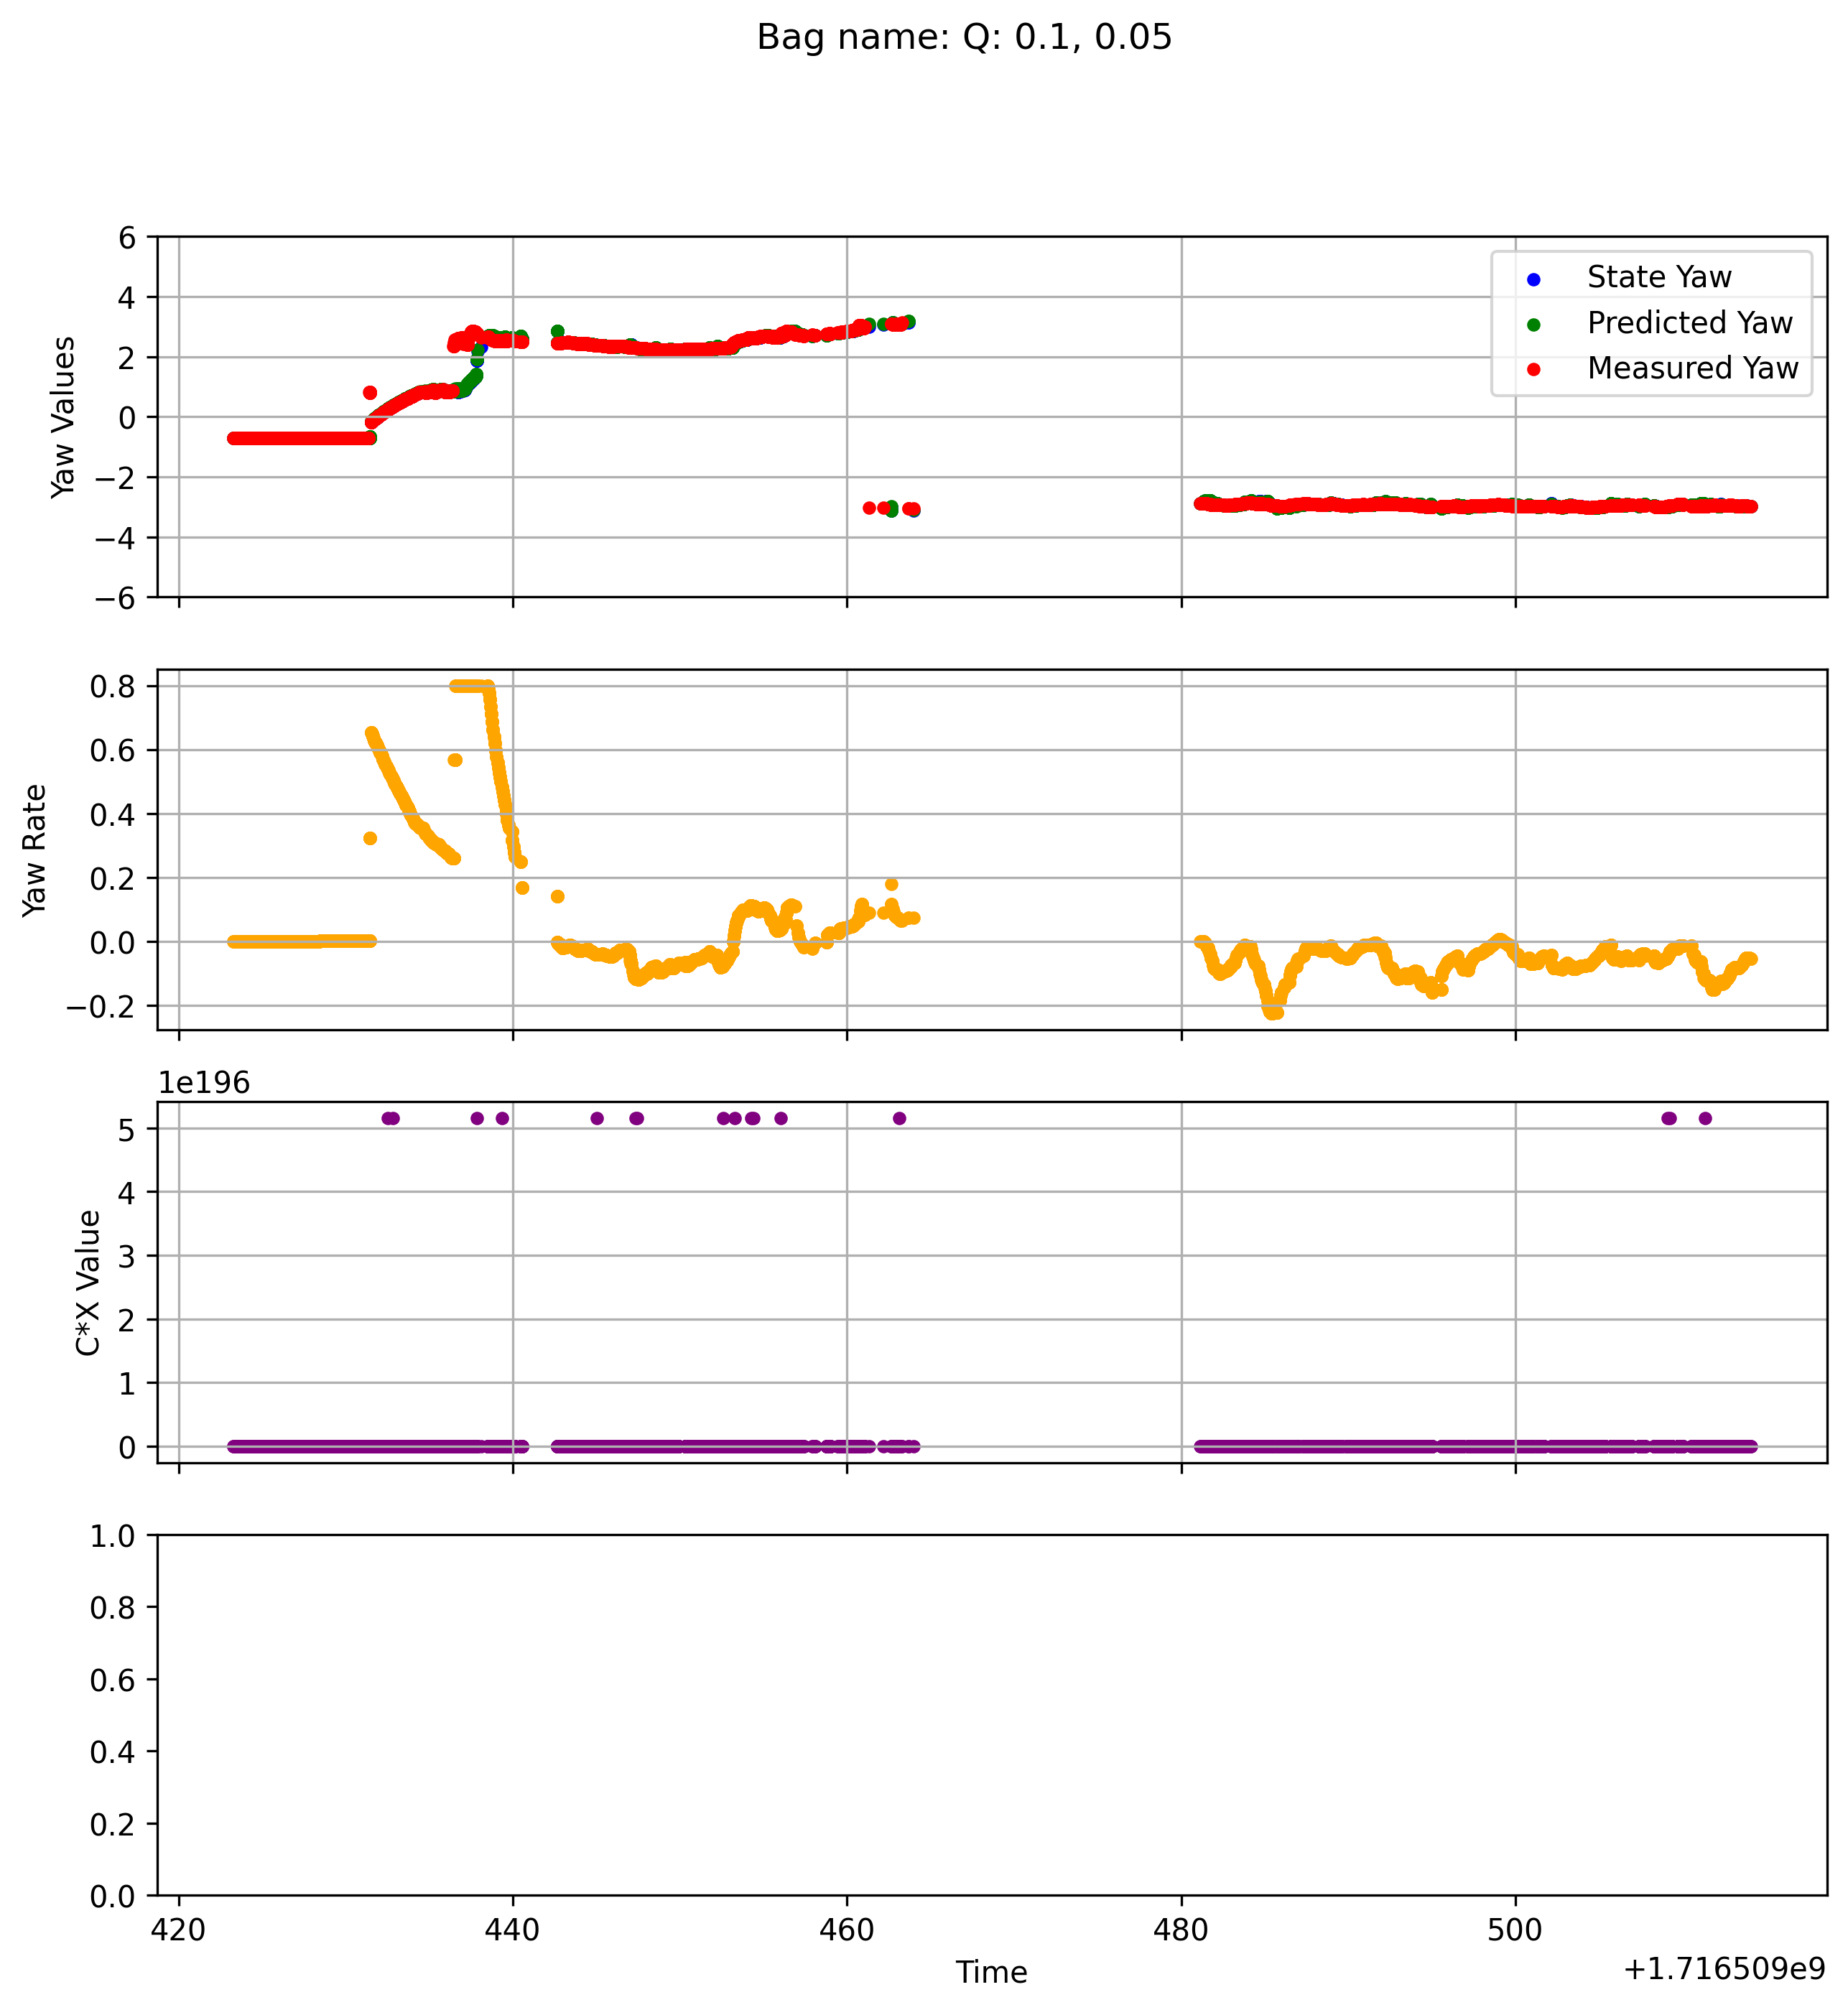 Bag name: Q: 0.1, 0.05
6
4
2
0
−2
−4
−6
Yaw Values
State Yaw
Predicted Yaw
Measured Yaw
0.8
0.6
0.4
0.2
0.0
−0.2
Yaw Rate
1e196
5
4
3
2
1
0
C*X Value
1.0
0.8
0.6
0.4
0.2
0.0
420 440 460 480 500
Time
+1.716509e9